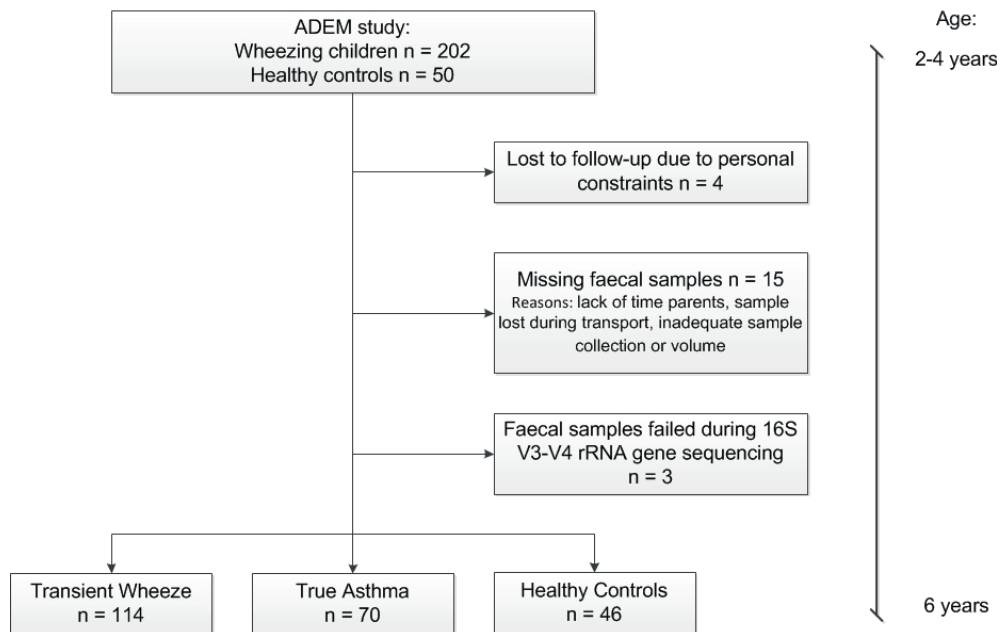 ADEM study:
Wheezing children n = 202
Healthy controls n = 50
Age:
2-4 years
Lost to follow-up due to personal
constraints n = 4
Missing faecal samples n = 15
Reasons: lack of time parents, sample
lost during transport, inadequate sample
collection or volume
Faecal samples failed during 16S
V3-V4 rRNA gene sequencing
n = 3
Transient Wheeze
n = 114
True Asthma
n = 70
Healthy Controls
n = 46
6 years